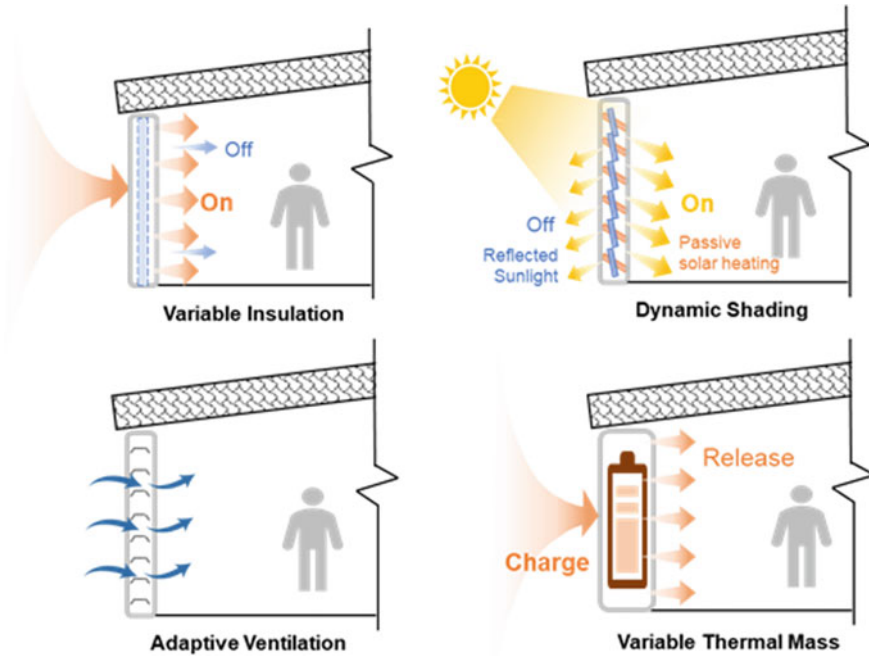 Off
On
Variable Insulation
Off
Reflected
Sunlight
On
Passive
solar heating
Dynamic Shading
Adaptive Ventilation
Release
Charge
Variable Thermal Mass